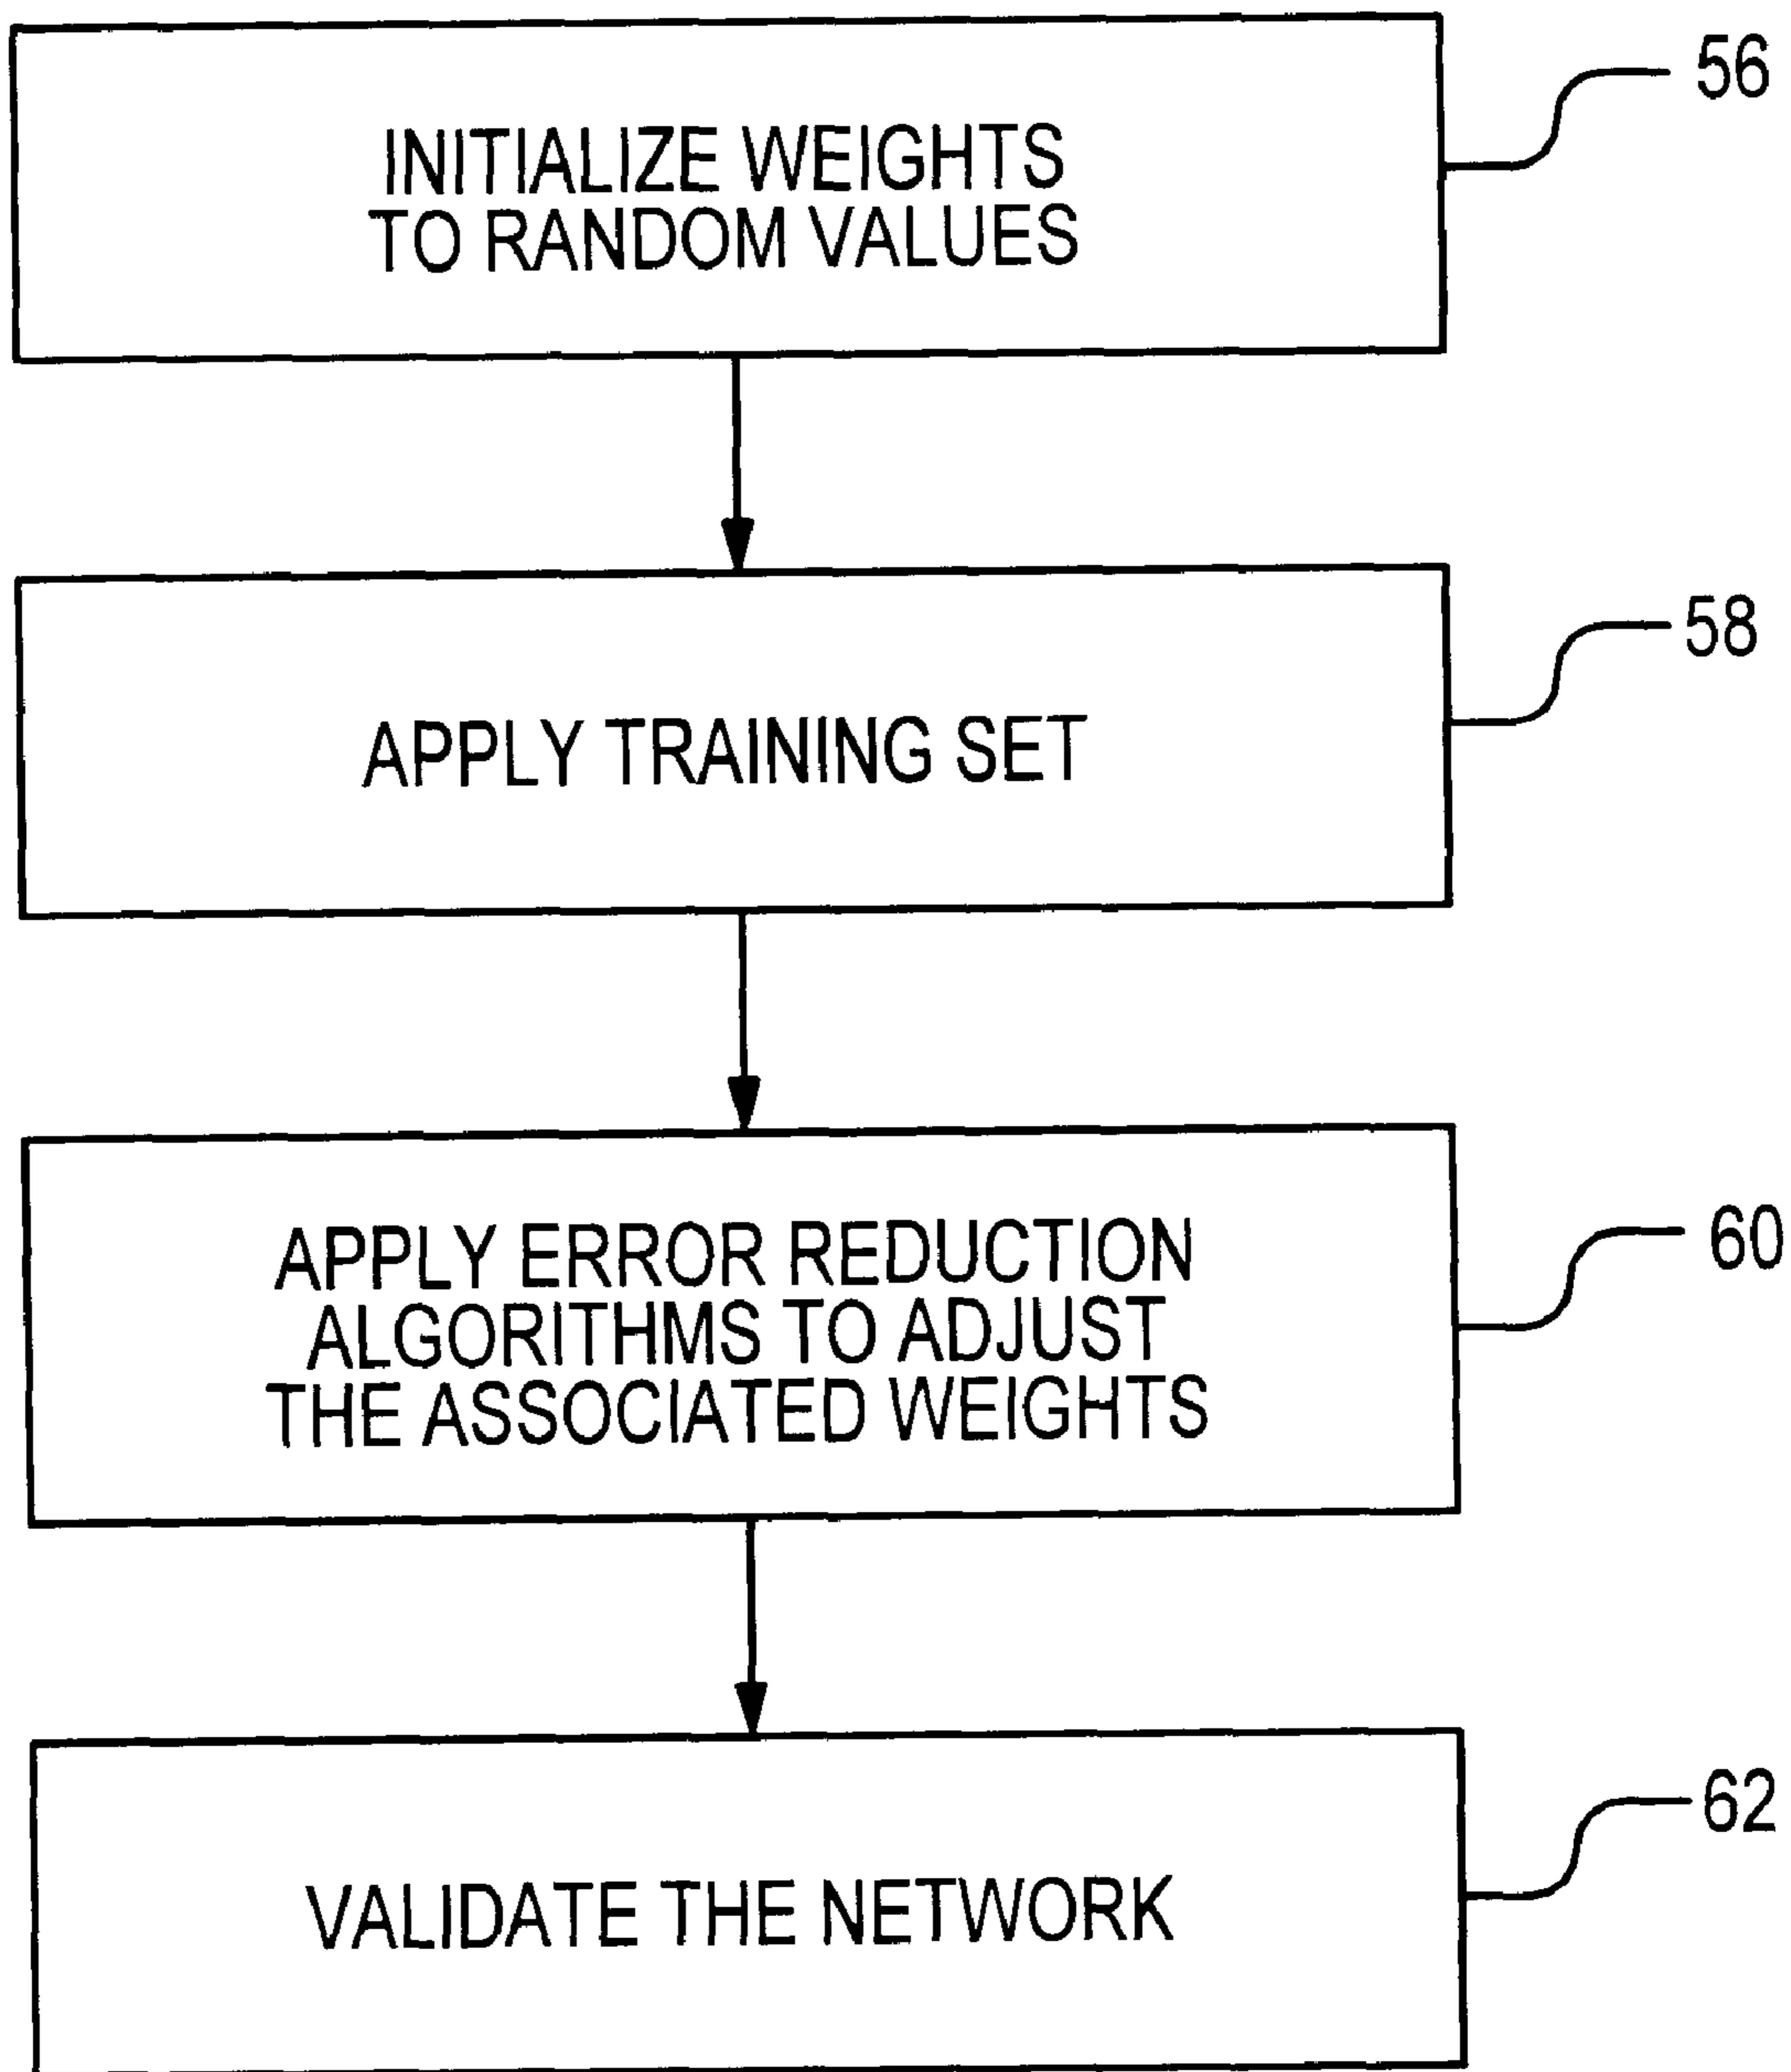 INITIALIZE WEIGHTS
TO RANDOM VALUES
56
APPLY TRAINING SET
58
APPLY ERROR REDUCTION
ALGORITHMS TO ADJUST
THE ASSOCIATED WEIGHTS
60
VALIDATE THE NETWORK
62